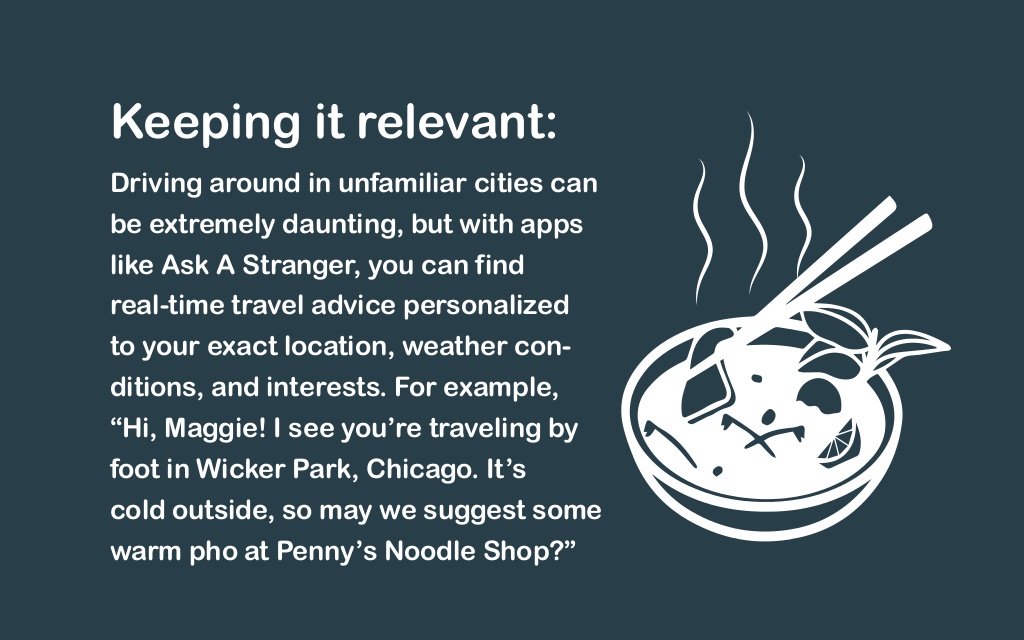 Keeping it relevant:
Driving around in unfamiliar cities can
be extremely daunting, but with apps
like Ask A Stranger, you can find
real-time travel advice personalized
to your exact location, weather con-
ditions, and interests. For example,
“Hi, Maggie! I see you’re traveling by
foot in Wicker Park, Chicago. It’s
cold outside, so may we suggest some
warm pho at Penny’s Noodle Shop?”